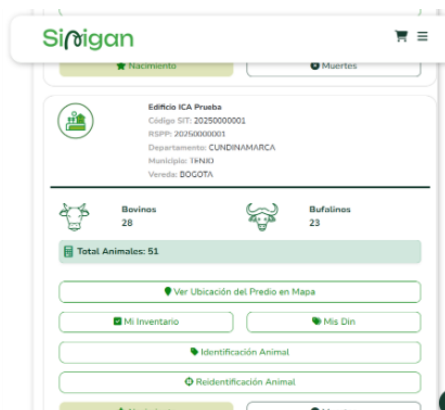 Sinigan
Nacimiento
Muertes
Edificio ICA Prueba
Código SIT: 20250000001
RSPP: 20250000001
Departamento: CUNDINAMARCA
Municipio: TENJO
Vereda: BOGOTA
Bovinos
28
Bufalinos
23
Total Animales: 51
Ver Ubicación del Predio en Mapa
Mi Inventario
Mis Din
Identificación Animal
Reidentificación Animal